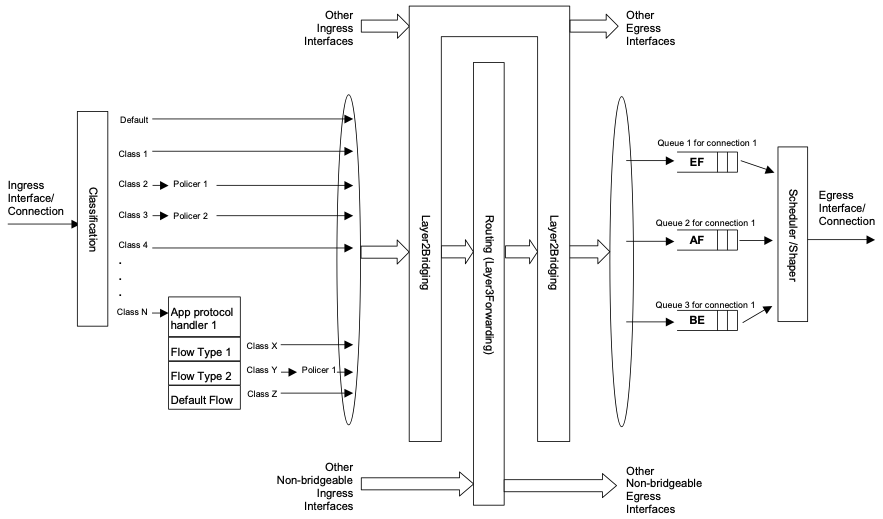 Other
Ingress
Interfaces
Other
Egress
Interfaces
Ingress
Interface/
Connection
Classification
Default
Class 1
Class 2
Policer 1
Class 3
Policer 2
Class 4
.
.
.
Class N
App protocol
handler 1
Flow Type 1
Class X
Flow Type 2
Class Y
Policer 1
Default Flow
Class Z
Layer2Bridging
Routing (Layer3Forwarding)
Layer2Bridging
Queue 1 for connection 1
EF
Queue 2 for connection 1
AF
Queue 3 for connection 1
BE
Scheduler /Shaper
Egress
Interface/
Connection
Other
Non-bridgeable
Ingress
Interfaces
Other
Non-bridgeable
Egress
Interfaces